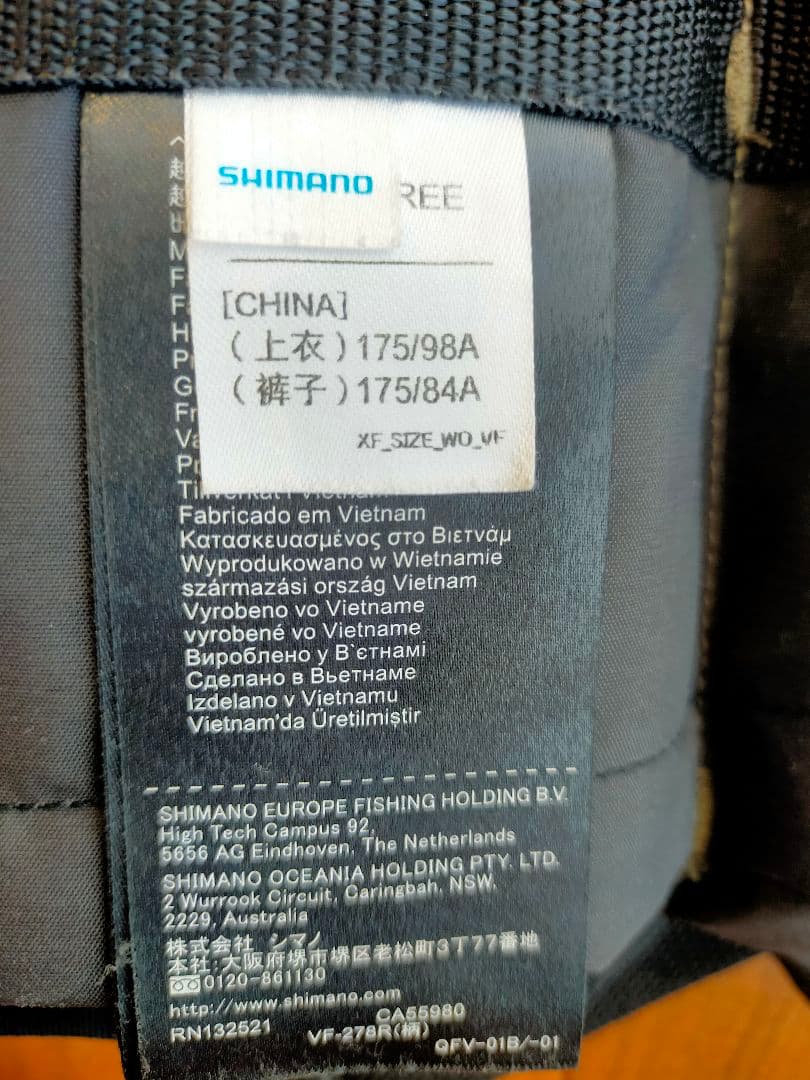 SHIMANO
REE
[CHINA]
(上衣)175/98A
(裤子)175/84A
XF_SIZE_WO_VF
Fabricado em Vietnam
Κατασκευασμένος στο Βιετνάμ
Wyprodukowano w Wietnamie
származási ország Vietnam
Vyrobeno vo Vietname
vyrobené vo Vietname
Вироблено у В`єтнамі
Сделано в Вьетнаме
Izdelano v Vietnamu
Vietnam'da Üretilmistir
SHIMANO EUROPE FISHING HOLDING B.V.
High Tech Campus 92,
5656 AG Eindhoven, The Netherlands
SHIMANO OCEANIA HOLDING PTY. LTD.
2 Wurrook Circuit, Caringbah, NSW,
2229, Australia
株式会社 シマノ
本社:大阪府堺市堺区老松町3丁77番地
0120-861130
http://www.shimano.com
CA55980
RN132521
VF-278R(柄)
QFV-01B/-01